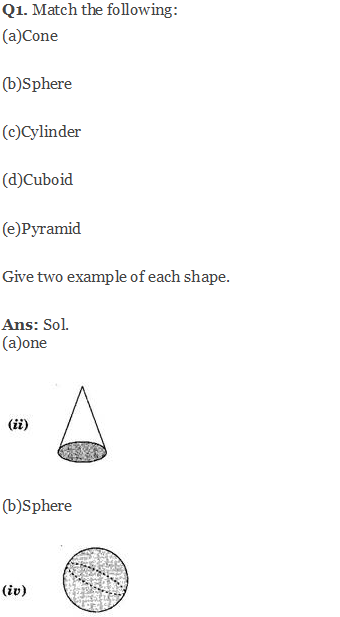 Q1. Match the following:
(a)Cone
(b)Sphere
(c)Cylinder
(d)Cuboid
(e)Pyramid
Give two example of each shape.
Ans: Sol.
(a)one
(ii)
(b)Sphere
(iv)